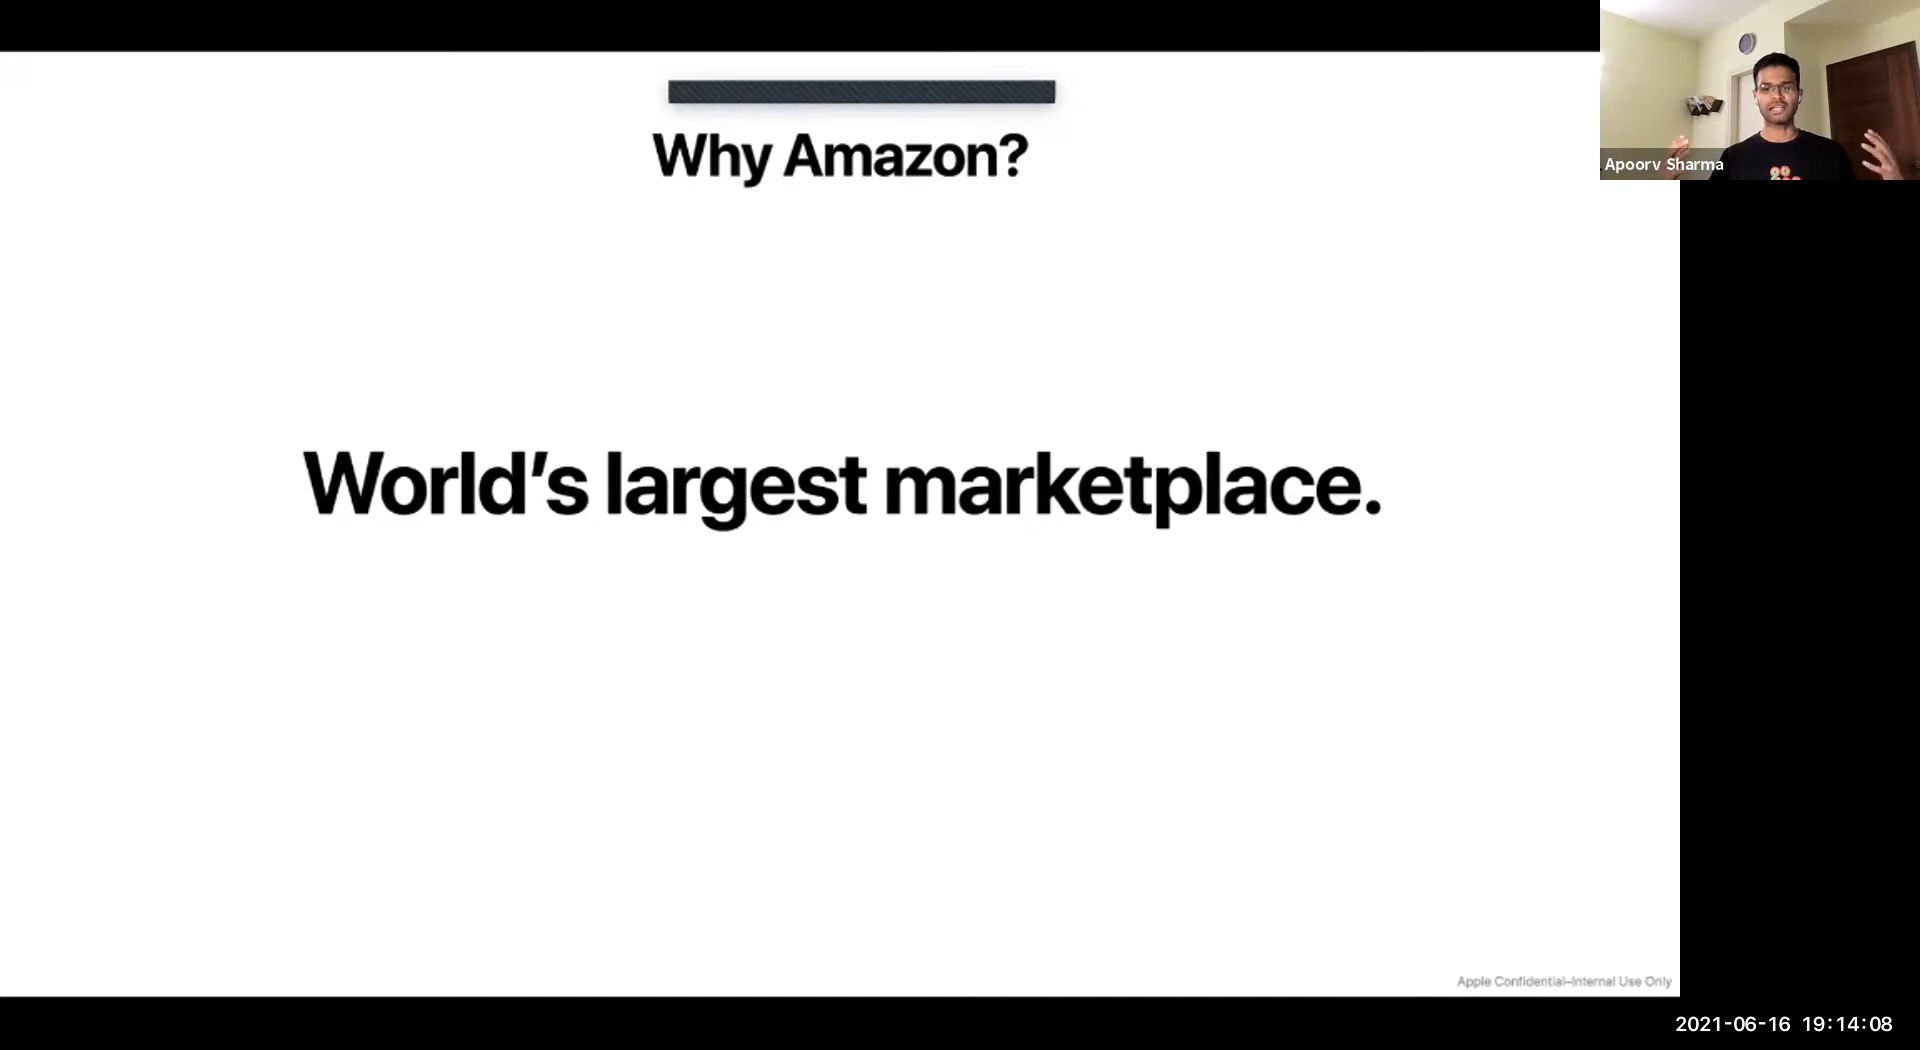 Why Amazon?
Apoorv Sharma
World’s largest marketplace.
Apple Confidential–Internal Use Only
2021-06-16 19:14:08